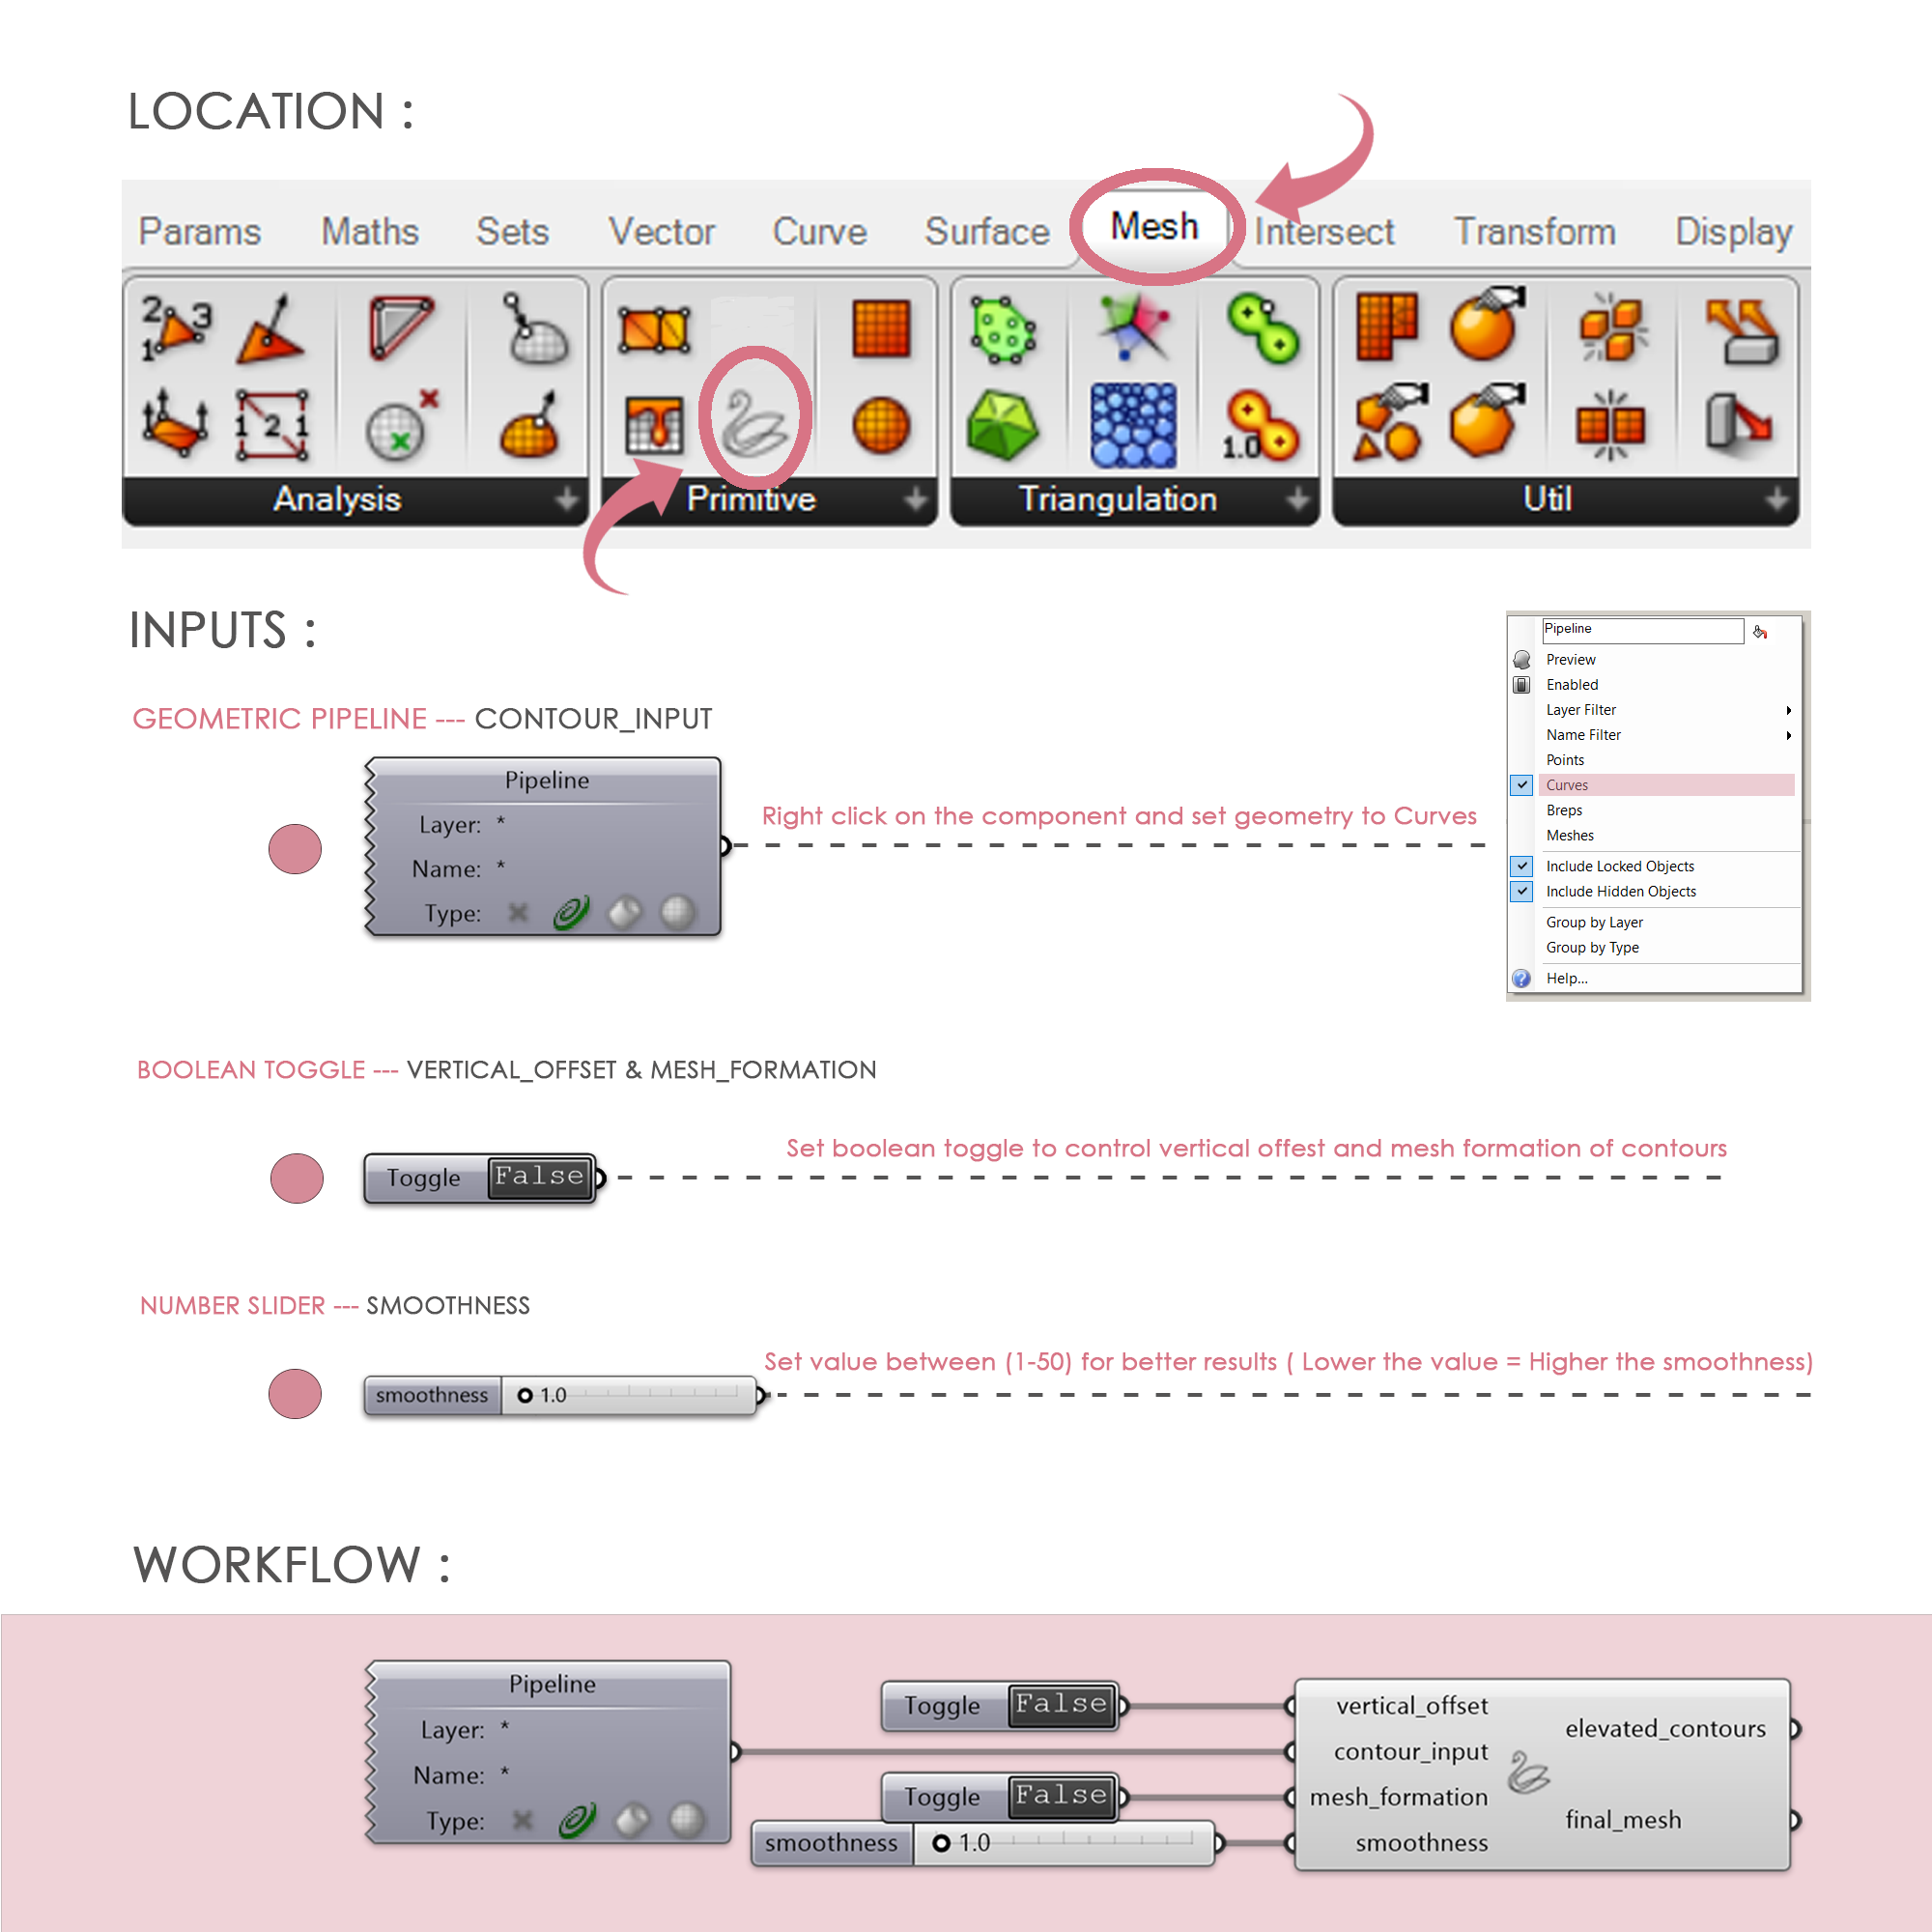 LOCATION :
Params Maths Sets Vector Curve Surface Mesh Intersect Transform Display
2 3
1
1 2 1
1.0
Analysis Primitive Triangulation Util
INPUTS :
GEOMETRIC PIPELINE --- CONTOUR_INPUT
Pipeline
Layer: *
Name: *
Type:
Right click on the component and set geometry to Curves
Pipeline
Preview
Enabled
Layer Filter
Name Filter
Points
Curves
Breps
Meshes
Include Locked Objects
Include Hidden Objects
Group by Layer
Group by Type
? Help...
BOOLEAN TOGGLE --- VERTICAL_OFFSET & MESH_FORMATION
Toggle False
Set boolean toggle to control vertical offest and mesh formation of contours
NUMBER SLIDER --- SMOOTHNESS
smoothness 1.0
Set value between (1-50) for better results ( Lower the value = Higher the smoothness)
WORKFLOW :
Pipeline
Layer: *
Name: *
Type:
Toggle False
Toggle False
smoothness 1.0
vertical_offset
contour_input
mesh_formation
smoothness
elevated_contours
final_mesh